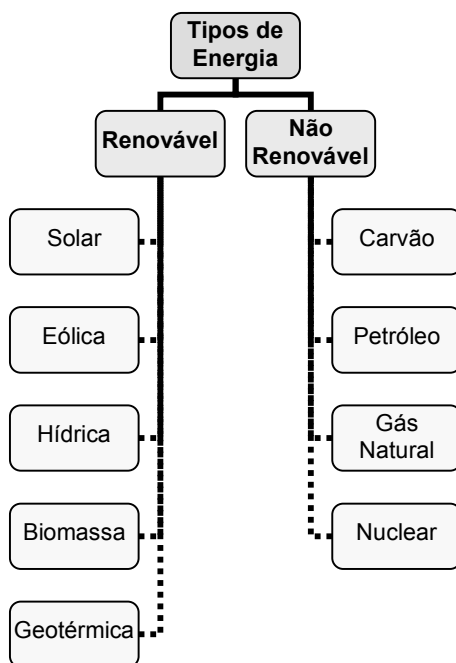 Tipos de
Energia
Renovável
Não
Renovável
Solar
Eólica
Hídrica
Biomassa
Geotérmica
Carvão
Petróleo
Gás
Natural
Nuclear